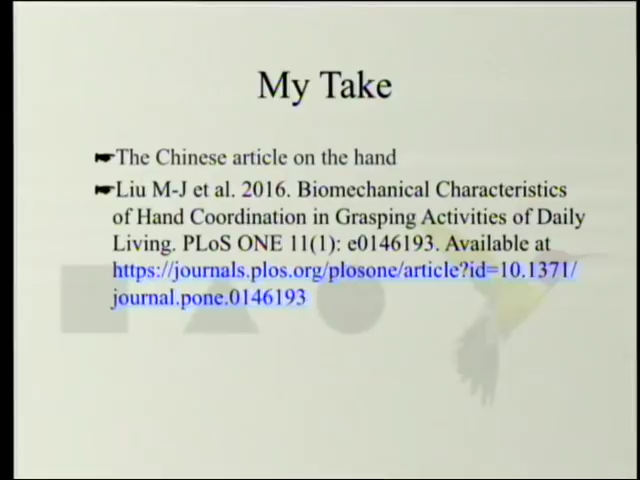 My Take
☛The Chinese article on the hand
☛Liu M-J et al. 2016. Biomechanical Characteristics
of Hand Coordination in Grasping Activities of Daily
Living. PLoS ONE 11(1): e0146193. Available at
https://journals.plos.org/plosone/article?id=10.1371/
journal.pone.0146193